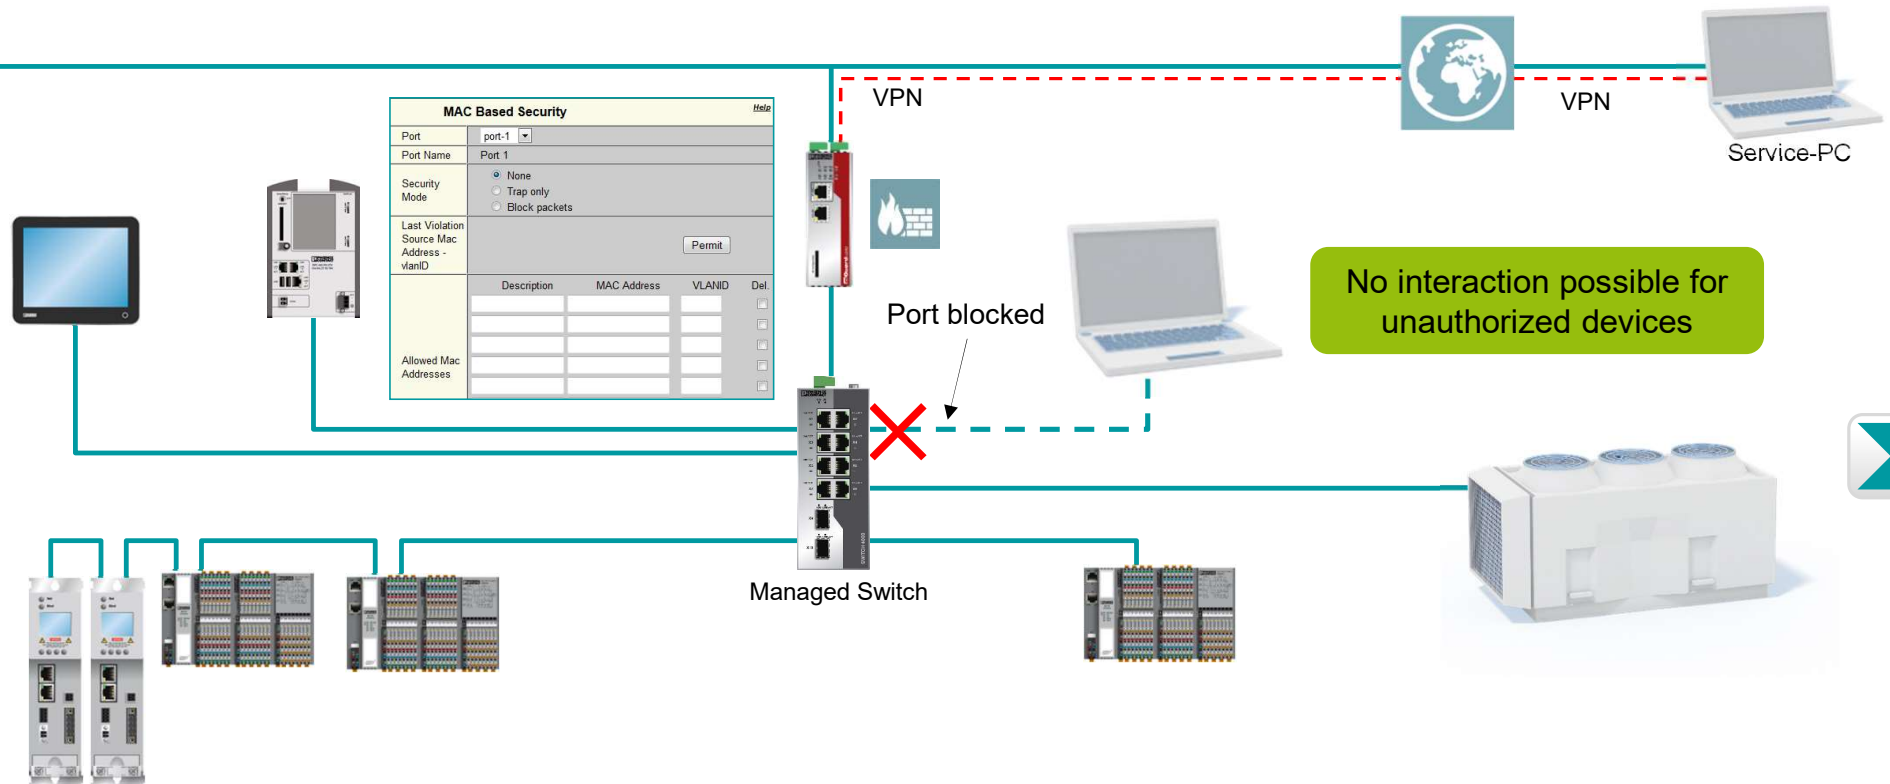 VPN
VPN
Service-PC
MAC Based Security
Help
Port
port-1
Port Name
Port 1
Security
Mode
None
Trap only
Block packets
Last Violation
Source Mac
Address -
vlanID
Permit
Description
MAC Address
VLANID
Del.
Allowed Mac
Addresses
Port blocked
No interaction possible for
unauthorized devices
Managed Switch